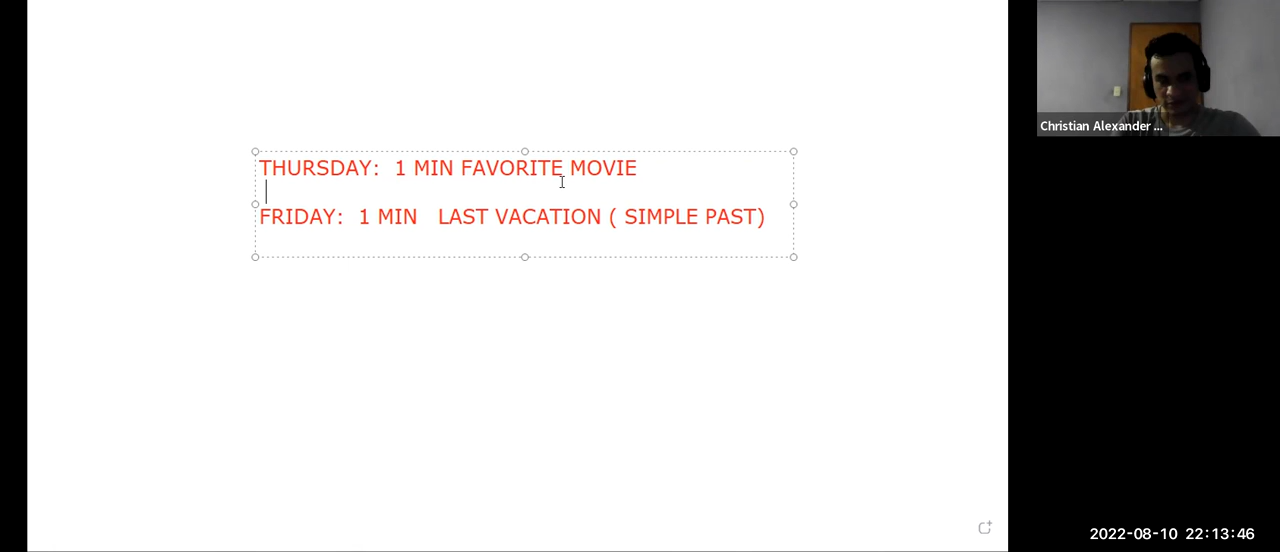 THURSDAY: 1 MIN FAVORITE MOVIE
FRIDAY: 1 MIN LAST VACATION ( SIMPLE PAST)
Christian Alexander ...
2022-08-10 22:13:46